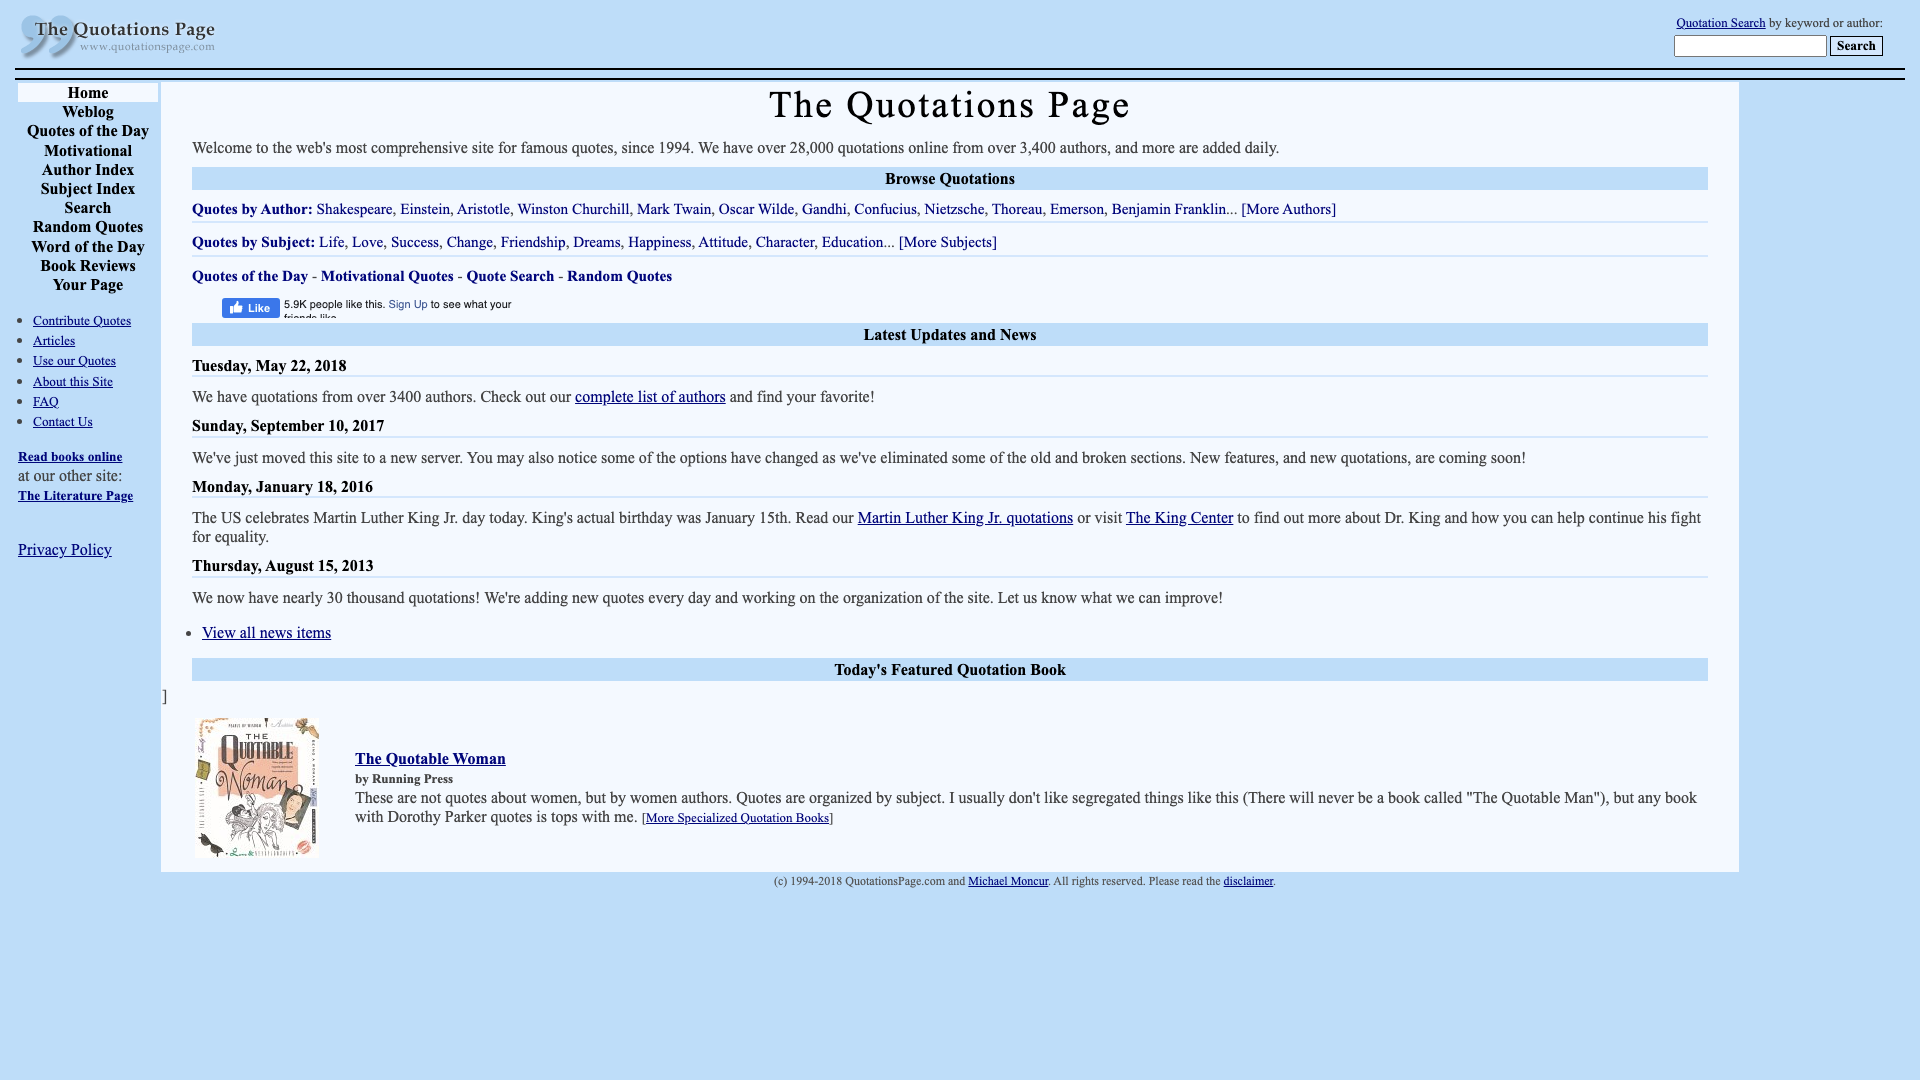 The Quotations Page
www.quotationspage.com
Quotation Search by keyword or author:
Search
Home
Weblog
Quotes of the Day
Motivational
Author Index
Subject Index
Search
Random Quotes
Word of the Day
Book Reviews
Your Page
Contribute Quotes
Articles
Use our Quotes
About this Site
FAQ
Contact Us
Read books online
at our other site:
The Literature Page
Privacy Policy
The Quotations Page
Welcome to the web's most comprehensive site for famous quotes, since 1994. We have over 28,000 quotations online from over 3,400 authors, and more are added daily.
Browse Quotations
Quotes by Author: Shakespeare, Einstein, Aristotle, Winston Churchill, Mark Twain, Oscar Wilde, Gandhi, Confucius, Nietzsche, Thoreau, Emerson, Benjamin Franklin... [More Authors]
Quotes by Subject: Life, Love, Success, Change, Friendship, Dreams, Happiness, Attitude, Character, Education... [More Subjects]
Quotes of the Day - Motivational Quotes - Quote Search - Random Quotes
Like 5.9K people like this. Sign Up to see what your
friends like.
Latest Updates and News
Tuesday, May 22, 2018
We have quotations from over 3400 authors. Check out our complete list of authors and find your favorite!
Sunday, September 10, 2017
We've just moved this site to a new server. You may also notice some of the options have changed as we've eliminated some of the old and broken sections. New features, and new quotations, are coming soon!
Monday, January 18, 2016
The US celebrates Martin Luther King Jr. day today. King's actual birthday was January 15th. Read our Martin Luther King Jr. quotations or visit The King Center to find out more about Dr. King and how you can help continue his fight
for equality.
Thursday, August 15, 2013
We now have nearly 30 thousand quotations! We're adding new quotes every day and working on the organization of the site. Let us know what we can improve!
View all news items
Today's Featured Quotation Book
]
THE
QUOTABLE
Woman
The Quotable Woman
by Running Press
These are not quotes about women, but by women authors. Quotes are organized by subject. I usually don't like segregated things like this (There will never be a book called "The Quotable Man"), but any book
with Dorothy Parker quotes is tops with me. [More Specialized Quotation Books]
(c) 1994-2018 QuotationsPage.com and Michael Moncur. All rights reserved. Please read the disclaimer.